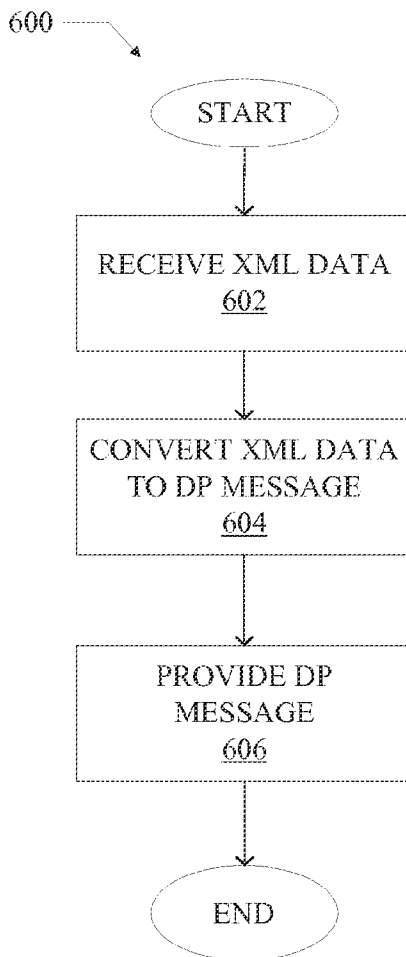 600
START
RECEIVE XML DATA
602
CONVERT XML DATA
TO DP MESSAGE
604
PROVIDE DP
MESSAGE
606
END